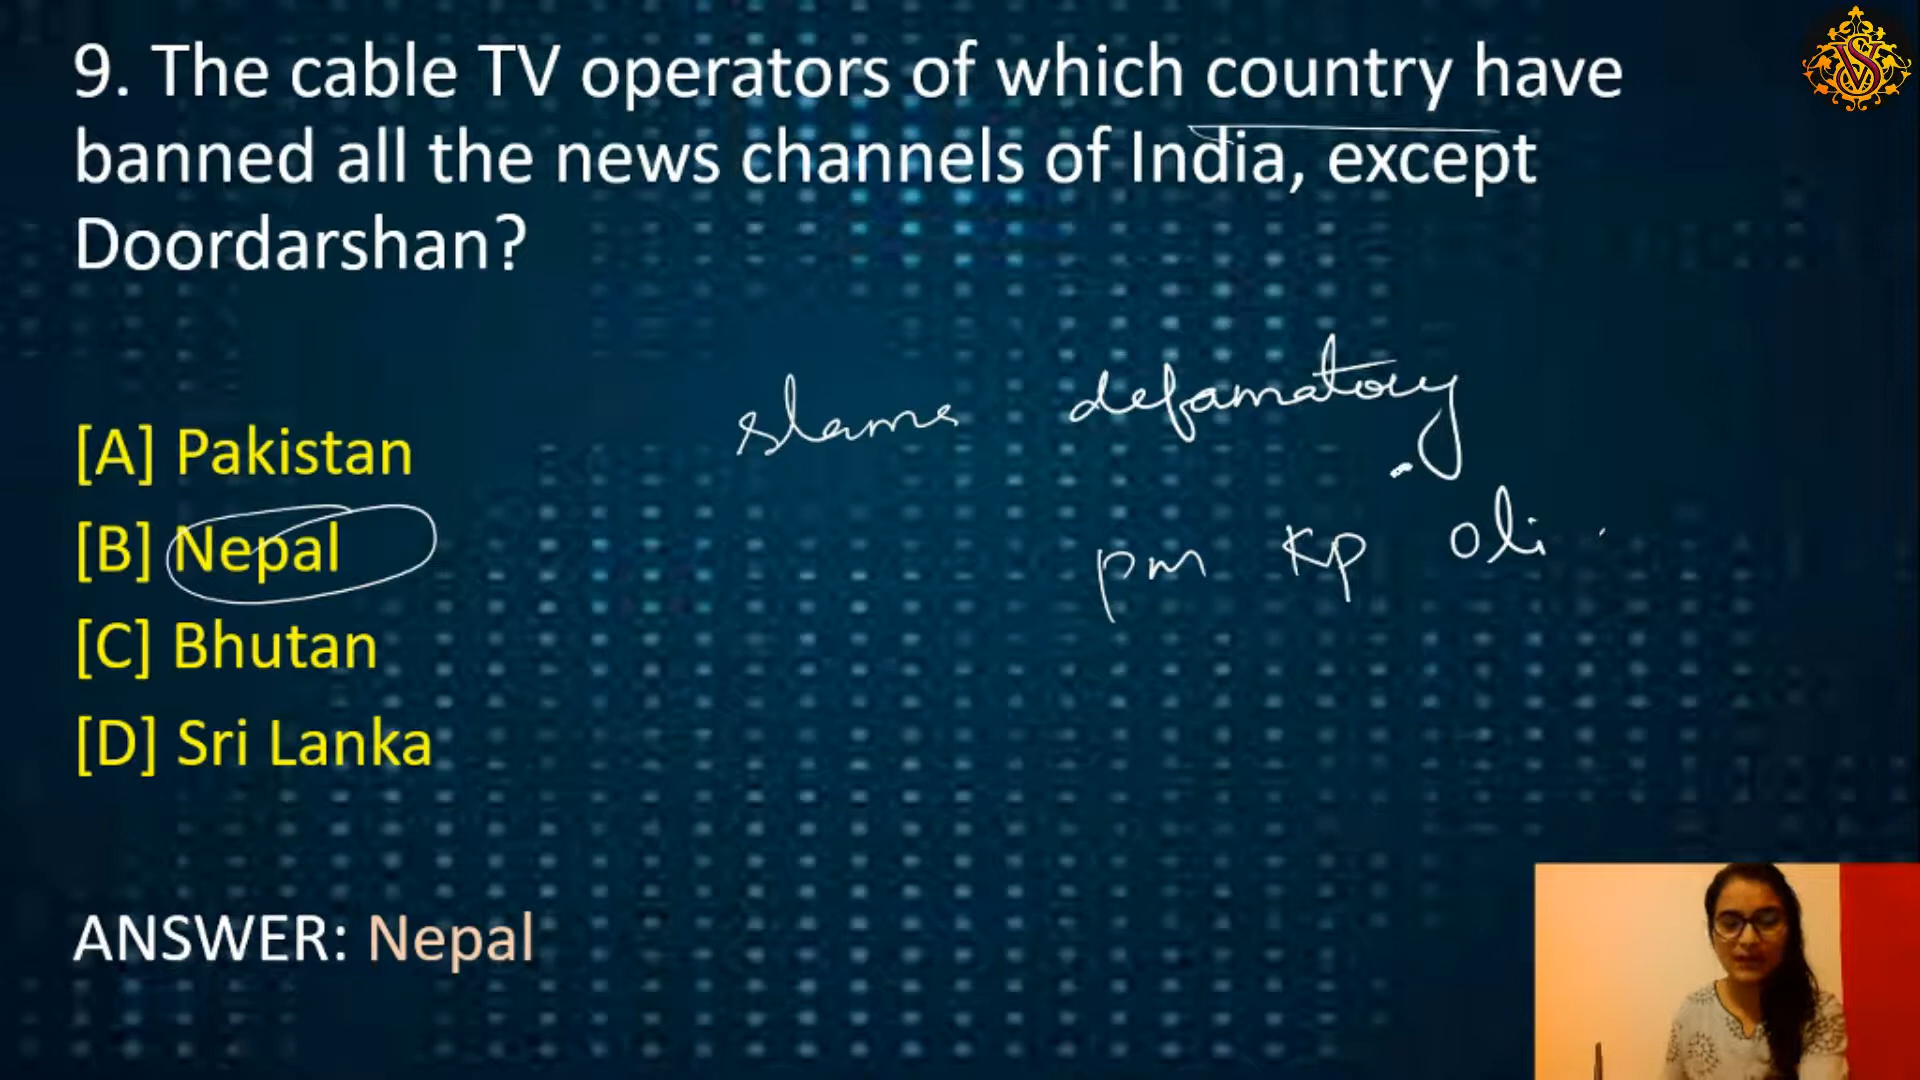 9. The cable TV operators of which country have
banned all the news channels of India, except
Doordarshan?
[A] Pakistan
[B] Nepal
[C] Bhutan
[D] Sri Lanka
defamatory
pm Kp oli
ANSWER: Nepal